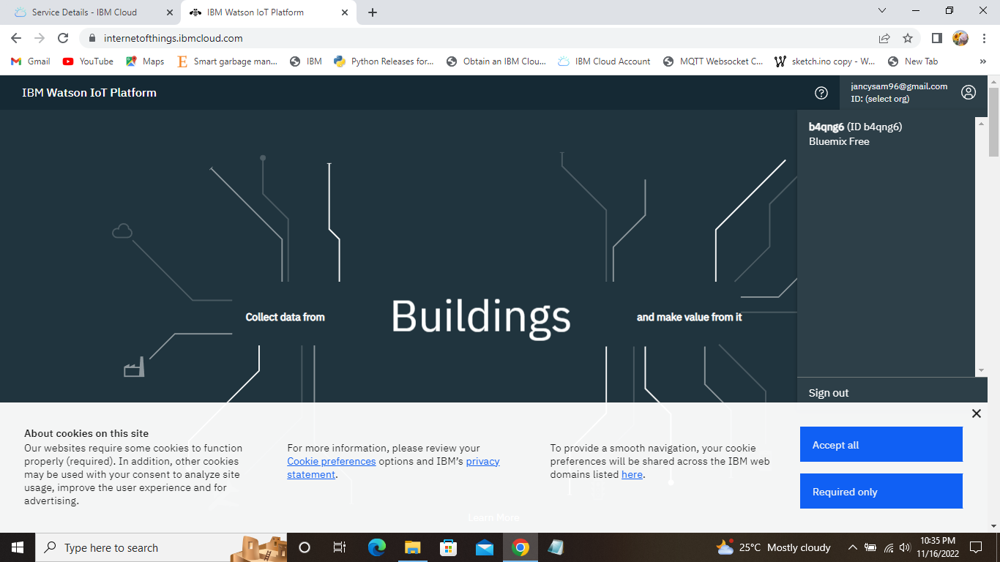 Service Details - IBM Cloud
IBM Watson IoT Platform
internetofthings.ibmcloud.com
Gmail
YouTube
Maps
Smart garbage man...
IBM
Python Releases for...
Obtain an IBM Clou...
IBM Cloud Account
MQTT Websocket C...
sketch.ino copy - W...
New Tab
»
IBM Watson IoT Platform
jancysam96@gmail.com
ID: (select org)
b4qng6 (ID b4qng6)
Bluemix Free
Collect data from
Buildings
and make value from it
Sign out
About cookies on this site
Our websites require some cookies to function
properly (required). In addition, other cookies
may be used with your consent to analyze site
usage, improve the user experience and for
advertising.
For more information, please review your
Cookie preferences options and IBM's privacy
statement.
To provide a smooth navigation, your cookie
preferences will be shared across the IBM web
domains listed here.
Accept all
Required only
Learn More
Type here to search
25°C Mostly cloudy
10:35 PM
11/16/2022